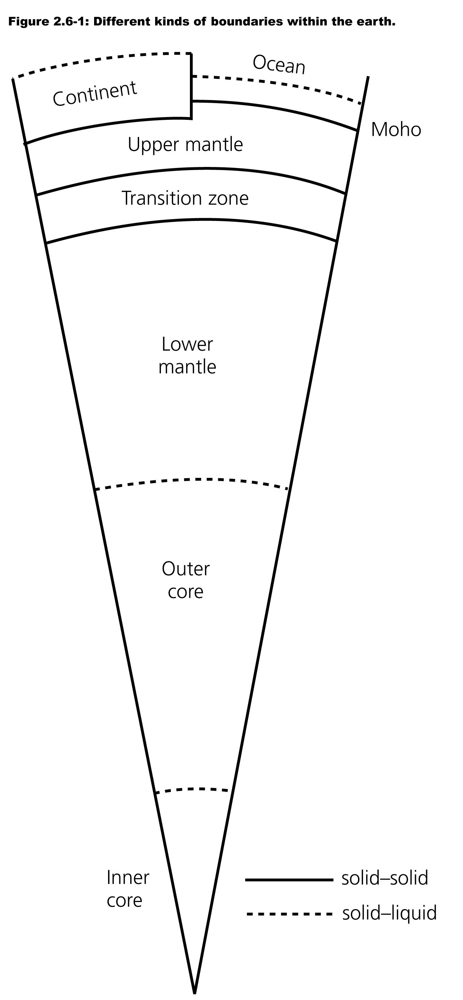 Figure 2.6-1: Different kinds of boundaries within the earth.
Ocean
Continent
Moho
Upper mantle
Transition zone
Lower
mantle
Outer
core
Inner
core
solid–solid
solid–liquid